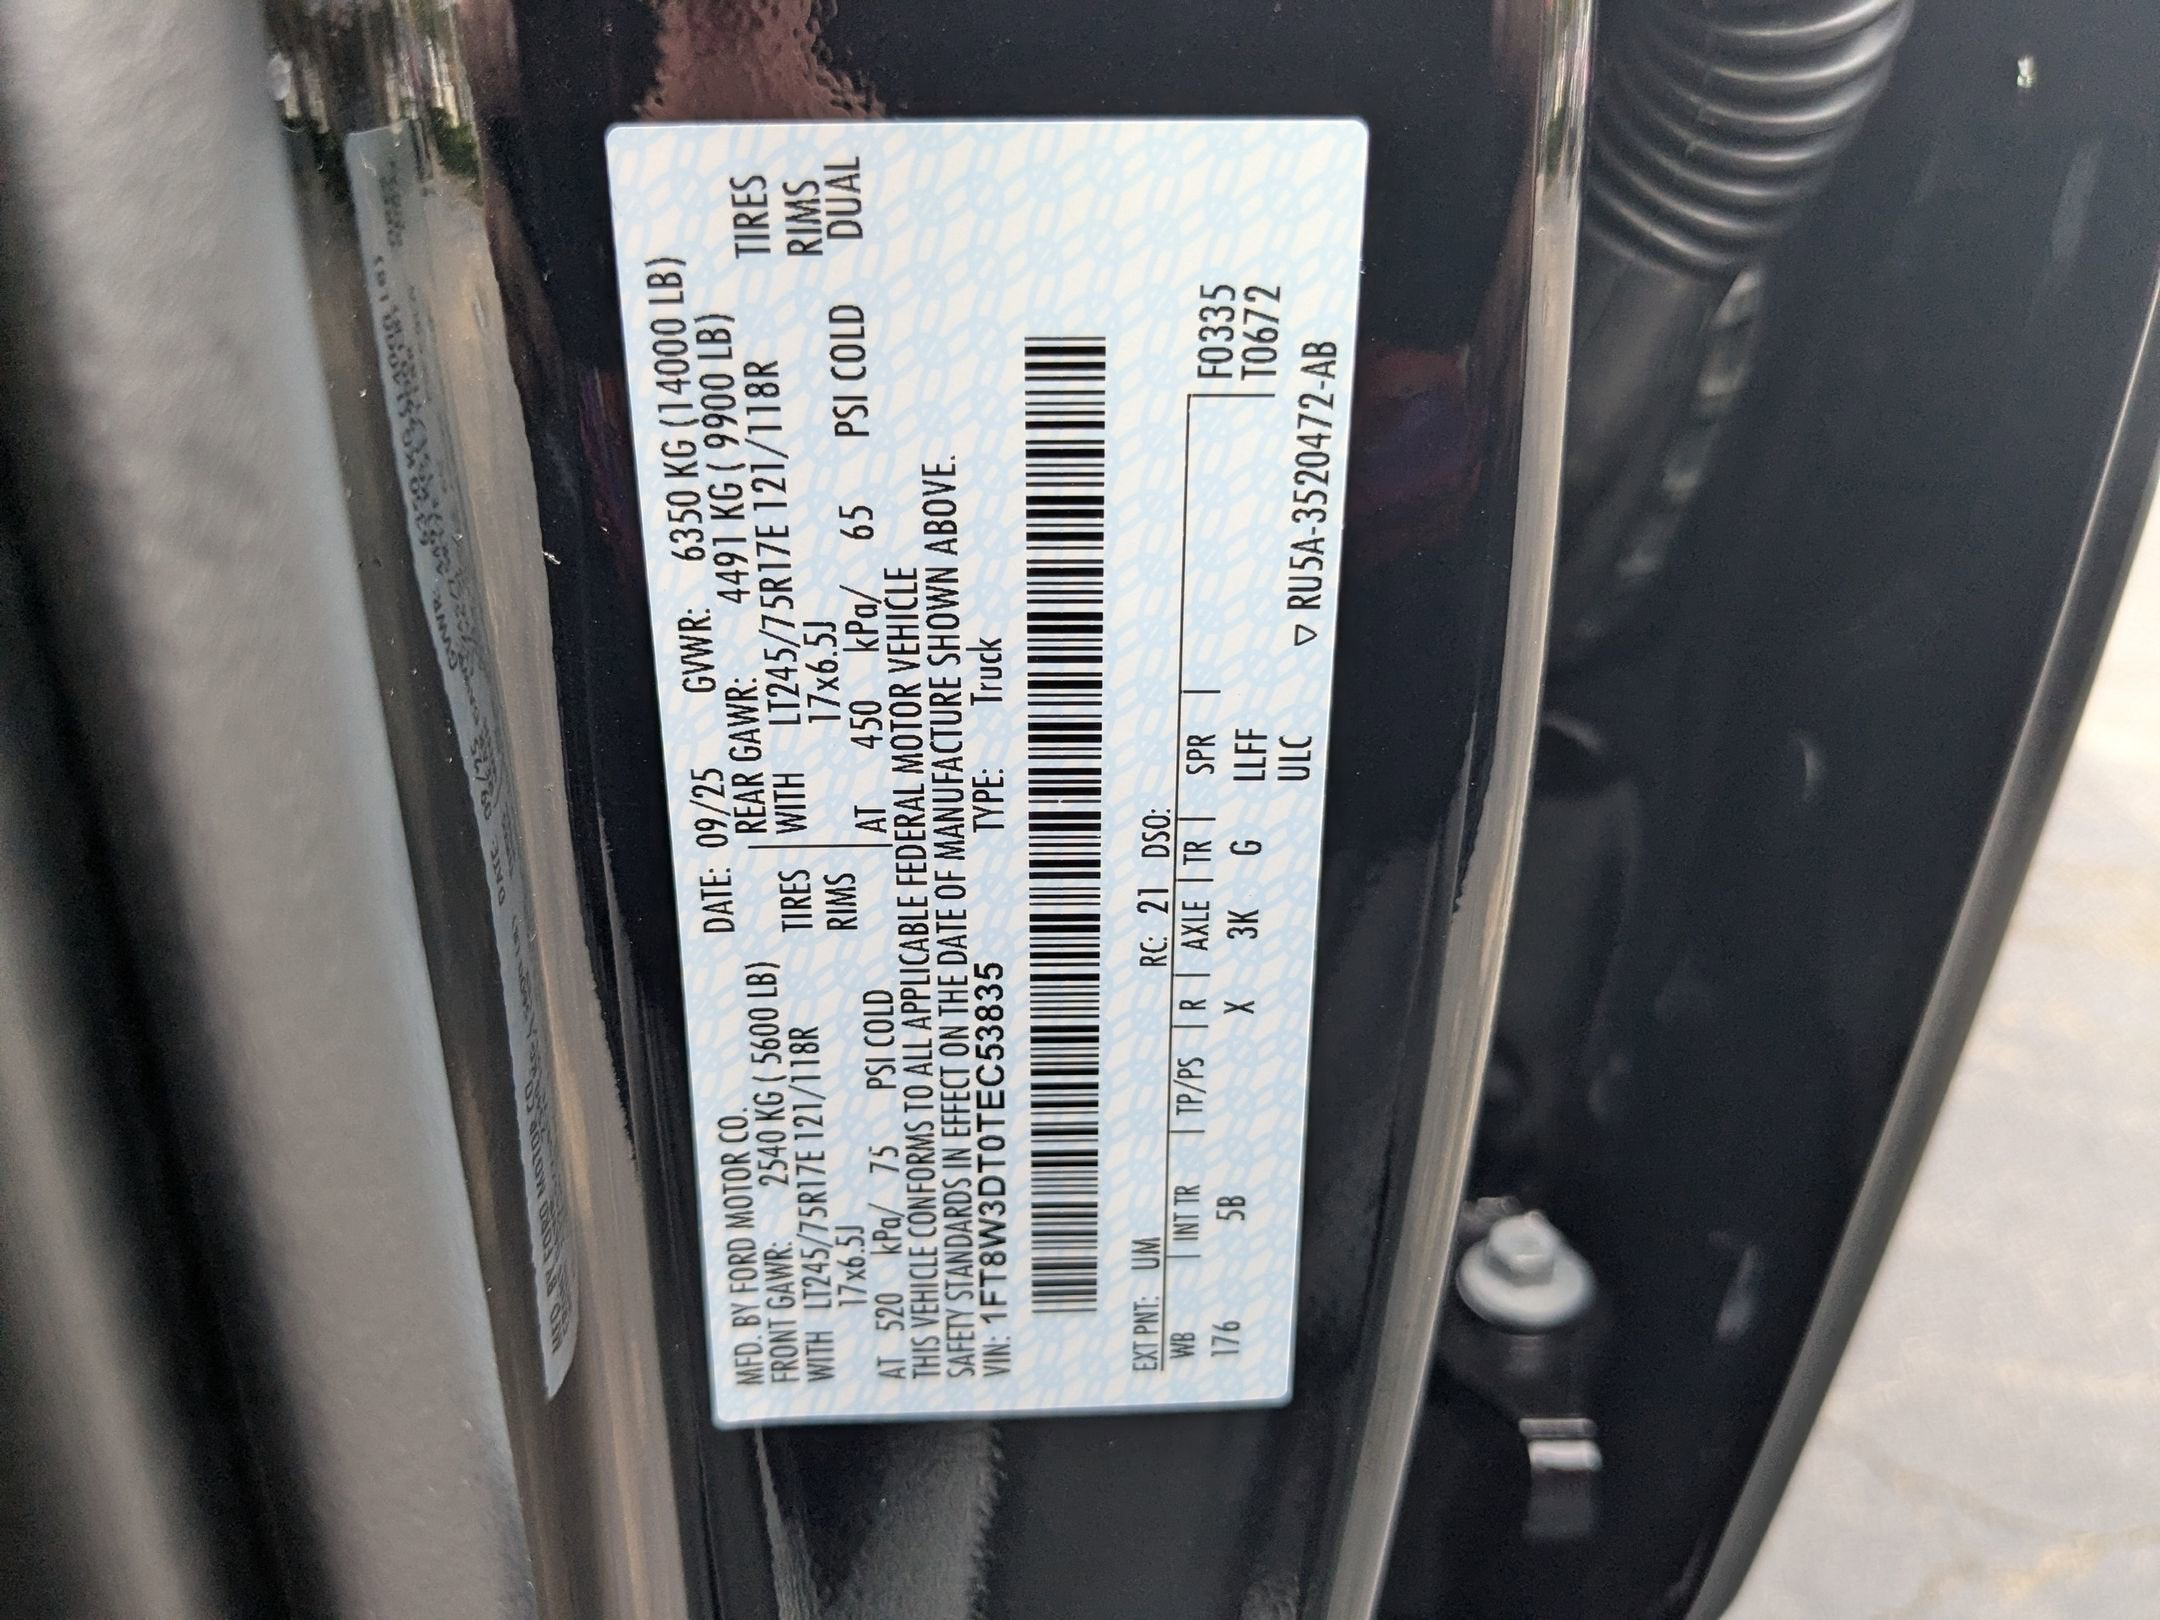 MFD. BY FORD MOTOR CO. DATE: 09/25 GVWR: 6350 KG (14000 LB)
FRONT GAWR: 2540 KG ( 5600 LB) REAR GAWR: 4491 KG ( 9900 LB)
WITH LT245/75R17E 121/118R TIRES WITH LT245/75R17E 121/118R TIRES
17x6.5J RIMS 17x6.5J RIMS
AT 520 kPa/ 75 PSI COLD AT 450 kPa/ 65 PSI COLD DUAL
THIS VEHICLE CONFORMS TO ALL APPLICABLE FEDERAL MOTOR VEHICLE
SAFETY STANDARDS IN EFFECT ON THE DATE OF MANUFACTURE SHOWN ABOVE.
VIN: 1FT8W3DT0TEC53835 TYPE: Truck
EXT PNT: UM RC: 21 DSO:
WB | INT TR | TP/PS | R | AXLE | TR | SPR | F0335
176 5B X 3K G LLFF T0672
ULC
▽ RU5A-3520472-AB